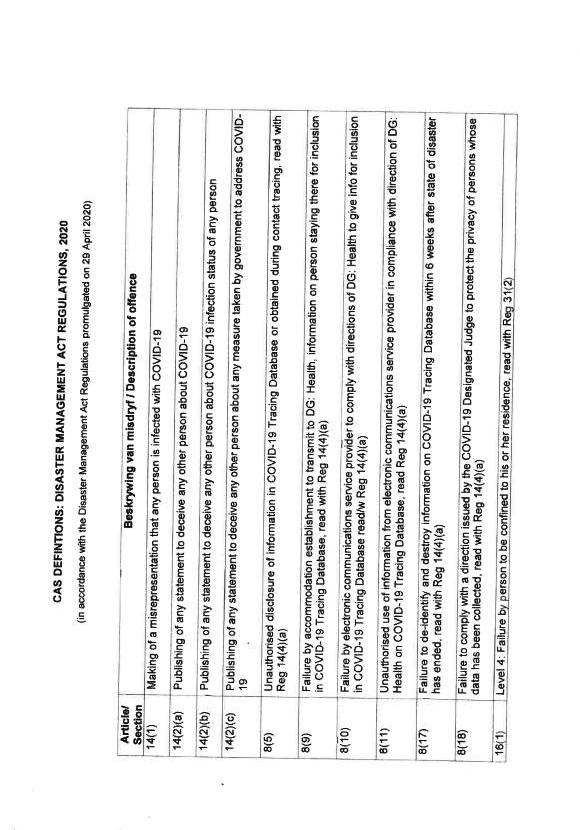 CAS DEFINTIONS: DISASTER MANAGEMENT ACT REGULATIONS, 2020
(in accordance with the Disaster Management Act Regulations promulgated on 29 April 2020)
Article/
Section
Beskrywing van misdryf / Description of offence
14(1)
Making of a misrepresentation that any person is infected with COVID-19
14(2)(a)
Publishing of any statement to deceive any other person about COVID-19
14(2)(b)
Publishing of any statement to deceive any other person about COVID-19 infection status of any person
14(2)(c)
Publishing of any statement to deceive any other person about any measure taken by government to address COVID-
19
8(5)
Unauthorised disclosure of information in COVID-19 Tracing Database or obtained during contact tracing, read with
Reg 14(4)(a)
8(9)
Failure by accommodation establishment to transmit to DG: Health, information on person staying there for inclusion
in COVID-19 Tracing Database, read with Reg 14(4)(a)
8(10)
Failure by electronic communications service provider to comply with directions of DG: Health to give info for inclusion
in COVID-19 Tracing Database read/w Reg 14(4)(a)
8(11)
Unauthorised use of information from electronic communications service provider in compliance with direction of DG:
Health on COVID-19 Tracing Database, read Reg 14(4)(a)
8(17)
Failure to de-identify and destroy information on COVID-19 Tracing Database within 6 weeks after state of disaster
has ended, read with Reg 14(4)(a)
8(18)
Failure to comply with a direction issued by the COVID-19 Designated Judge to protect the privacy of persons whose
data has been collected, read with Reg 14(4)(a)
16(1)
Level 4: Failure by person to be confined to his or her residence, read with Reg 31(2)